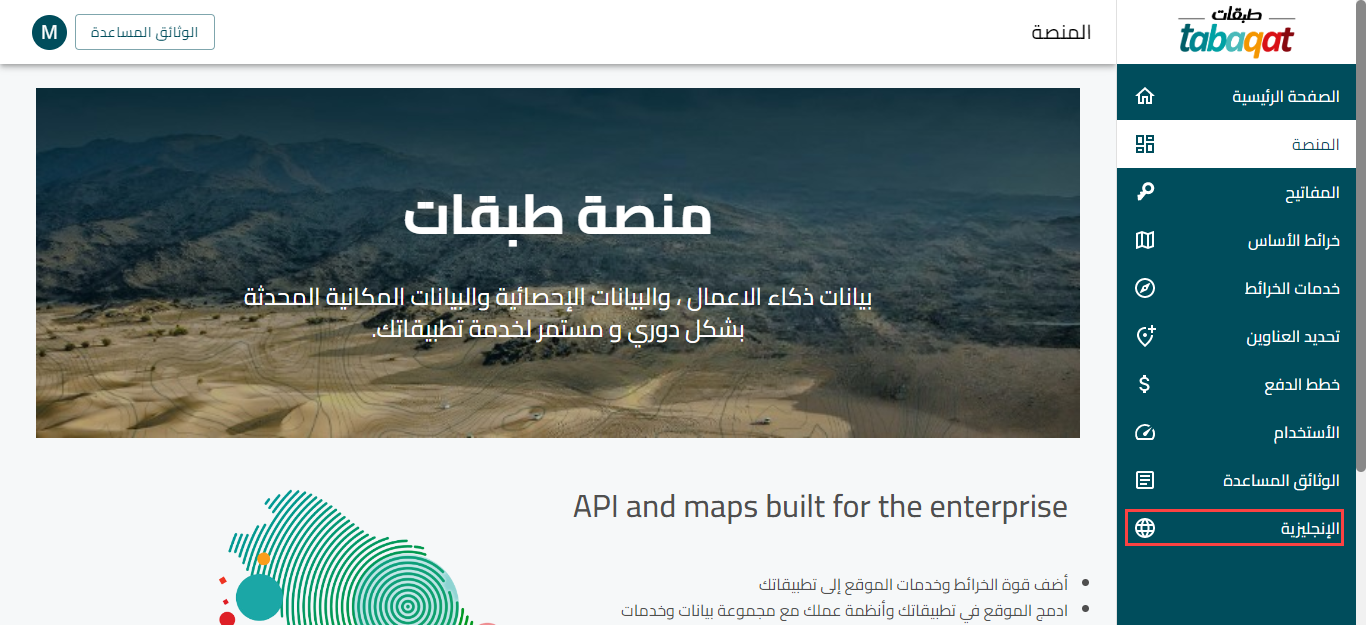 طبقات
tabaqat
الصفحة الرئيسية
المنصة
المفاتيح
خرائط الأساس
خدمات الخرائط
تحديد العناوين
خطط الدفع
الأستخدام
الوثائق المساعدة
الإنجليزية
المنصة
الوثائق المساعدة
M
منصة طبقات
بيانات ذكاء الاعمال ، والبيانات الإحصائية والبيانات المكانية المحدثة
بشكل دوري و مستمر لخدمة تطبيقاتك.
API and maps built for the enterprise
أضف قوة الخرائط وخدمات الموقع إلى تطبيقاتك
ادمج الموقع في تطبيقاتك وأنظمة عملك مع مجموعة بيانات وخدمات